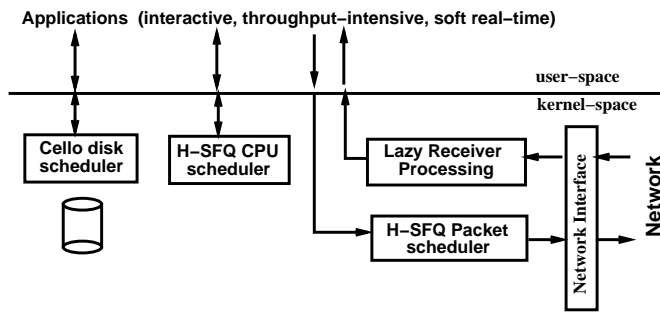 Applications (interactive, throughput−intensive, soft real−time)
user−space
kernel−space
Cello disk
scheduler
H−SFQ CPU
scheduler
Lazy Receiver
Processing
H−SFQ Packet
scheduler
Network Interface
Network